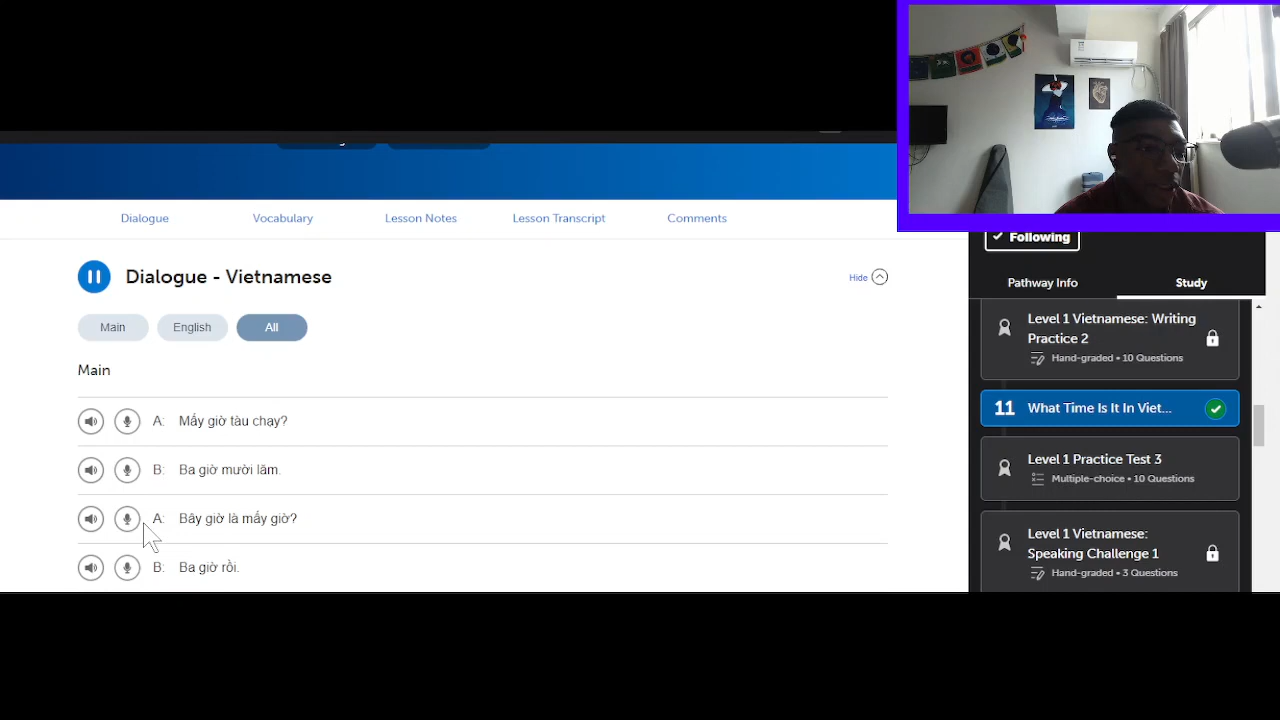 Dialogue
Vocabulary
Lesson Notes
Lesson Transcript
Comments
Dialogue - Vietnamese
Hide
Main
English
All
Main
A: Mấy giờ tàu chạy?
B: Ba giờ mười lăm.
A: Bây giờ là mấy giờ?
B: Ba giờ rồi.
Following
Pathway Info
Study
Level 1 Vietnamese: Writing
Practice 2
Hand-graded • 10 Questions
11 What Time Is It In Viet...
Level 1 Practice Test 3
Multiple-choice • 10 Questions
Level 1 Vietnamese:
Speaking Challenge 1
Hand-graded • 3 Questions